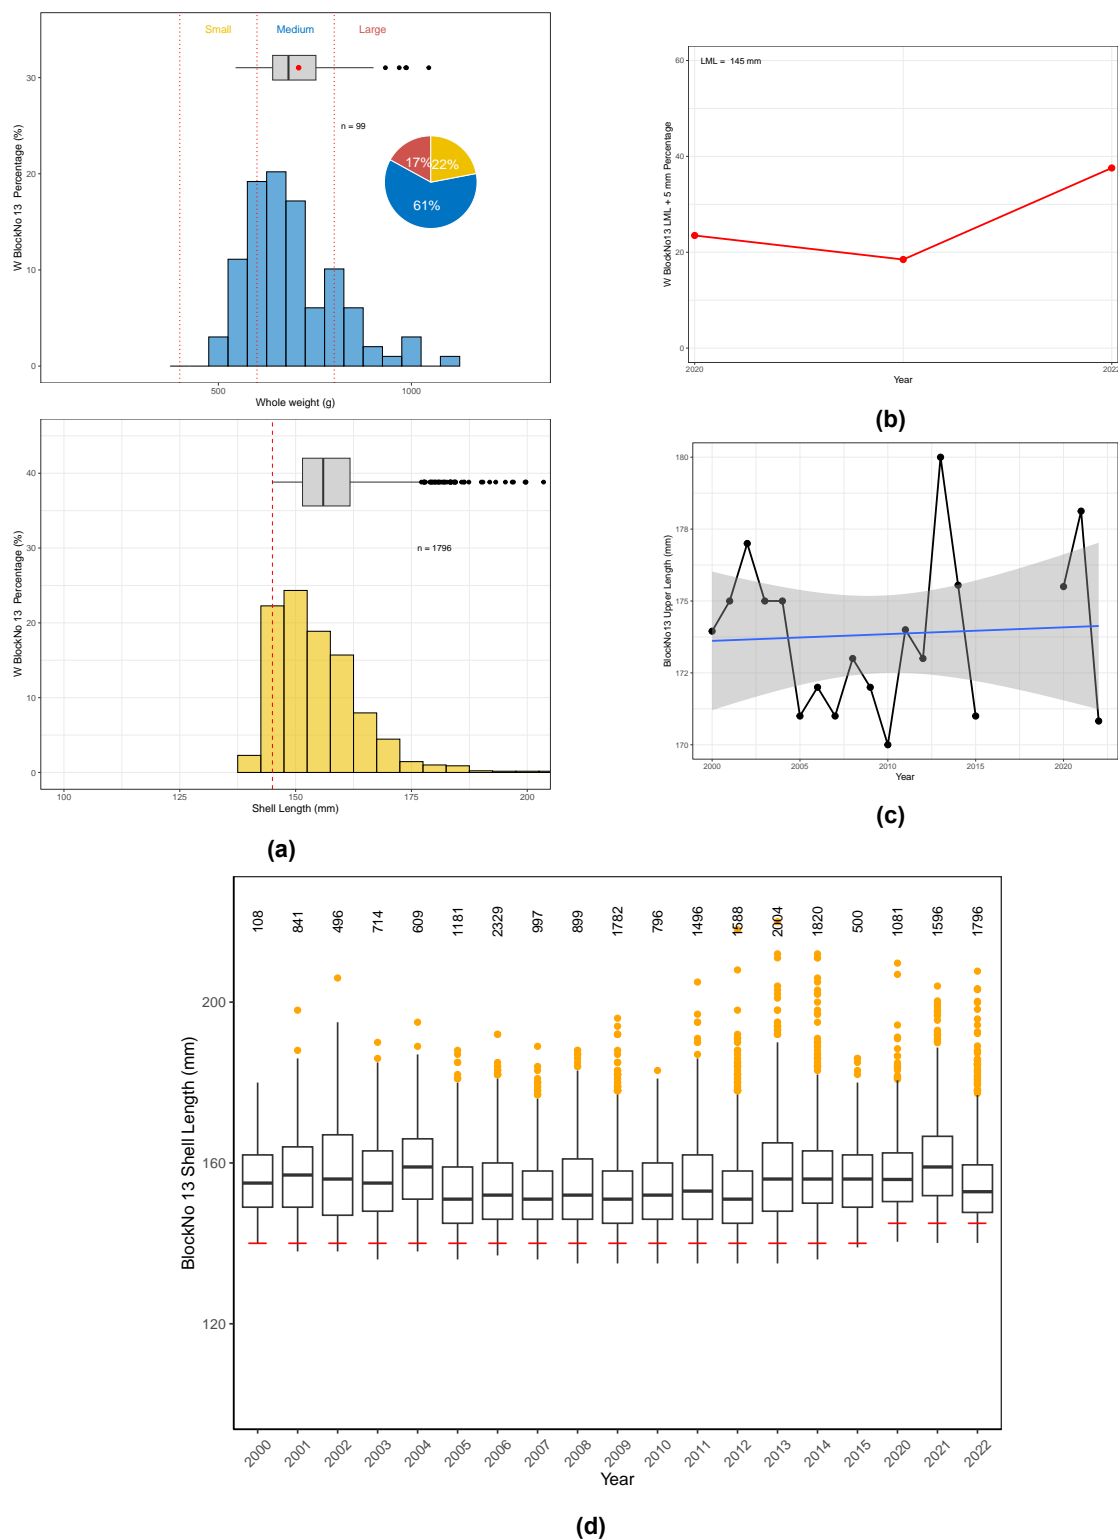 Small Medium Large
30
n = 99
20
17% 22%
61%
10
0
W BlockNo 13 Percentage (%)
500 1000
Whole weight (g)
40
n = 1796
30
20
10
0
W BlockNo 13 Percentage (%)
100 125 150 175 200
Shell Length (mm)
(a)
LML = 145 mm
60
40
20
0
W BlockNo13 LML + 5 mm Percentage
2020 2022
Year
(b)
180
178
175
172
170
BlockNo13 Upper Length (mm)
2000 2005 2010 2015 2020
Year
(c)
108 841 496 714 609 1181 2329 997 899 1782 796 1496 1588 2004 1820 500 1081 1596 1796
200
160
120
BlockNo 13 Shell Length (mm)
2000 2001 2002 2003 2004 2005 2006 2007 2008 2009 2010 2011 2012 2013 2014 2015 2020 2021 2022
Year
(d)